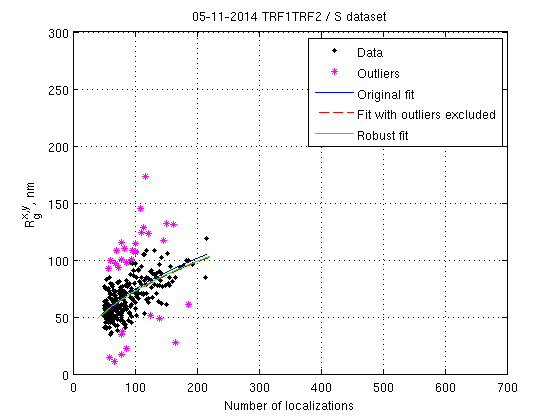 05-11-2014 TRF1TRF2 / S dataset
300
250
200
150
100
50
0
R_g^{x,y}, nm
Data
Outliers
Original fit
Fit with outliers excluded
Robust fit
0 100 200 300 400 500 600 700
Number of localizations